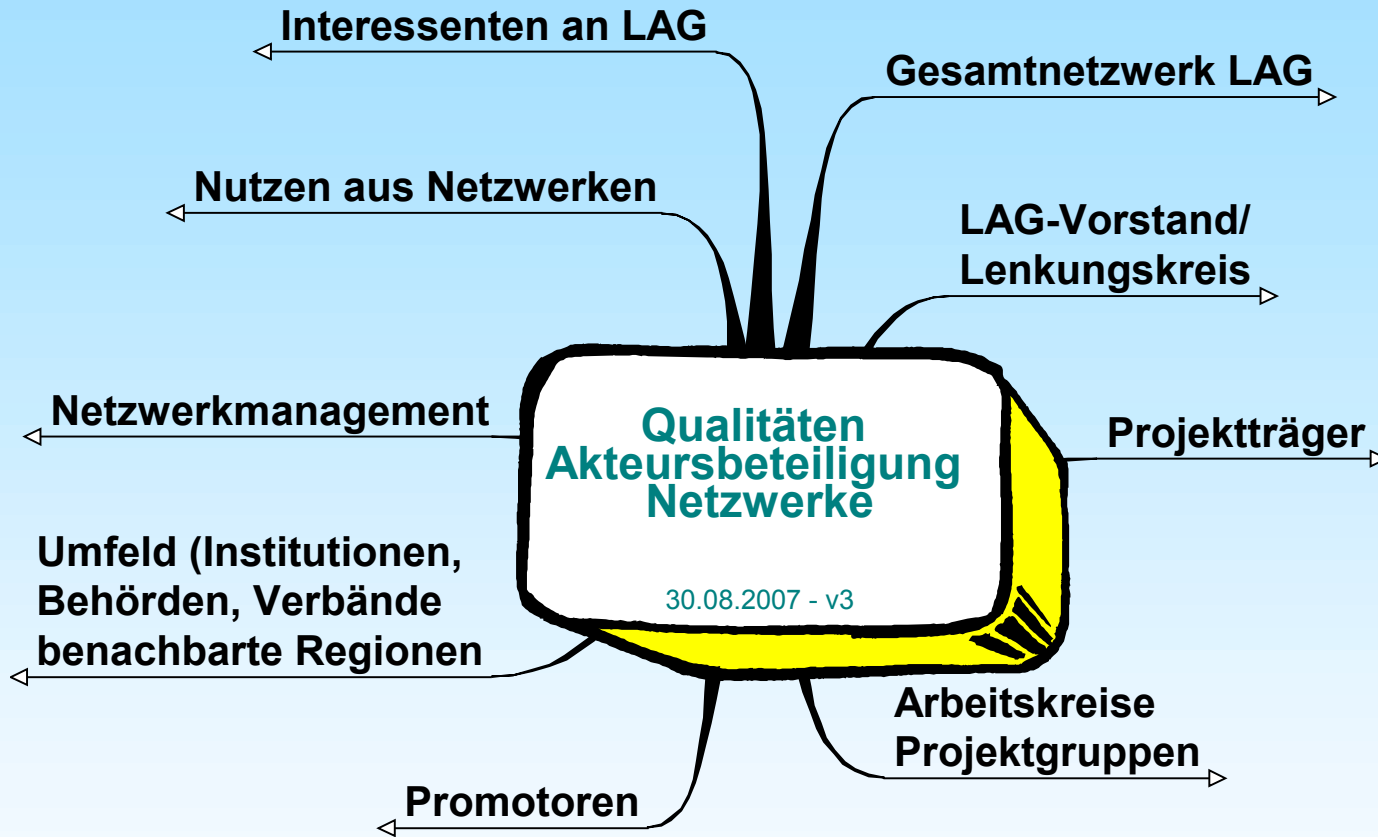 Interessenten an LAG
Gesamtnetzwerk LAG
Nutzen aus Netzwerken
LAG-Vorstand/
Lenkungskreis
Netzwerkmanagement
Qualitäten
Akteursbeteiligung
Netzwerke
30.08.2007 - v3
Projektträger
Umfeld (Institutionen,
Behörden, Verbände
benachbarte Regionen
Arbeitskreise
Projektgruppen
Promotoren